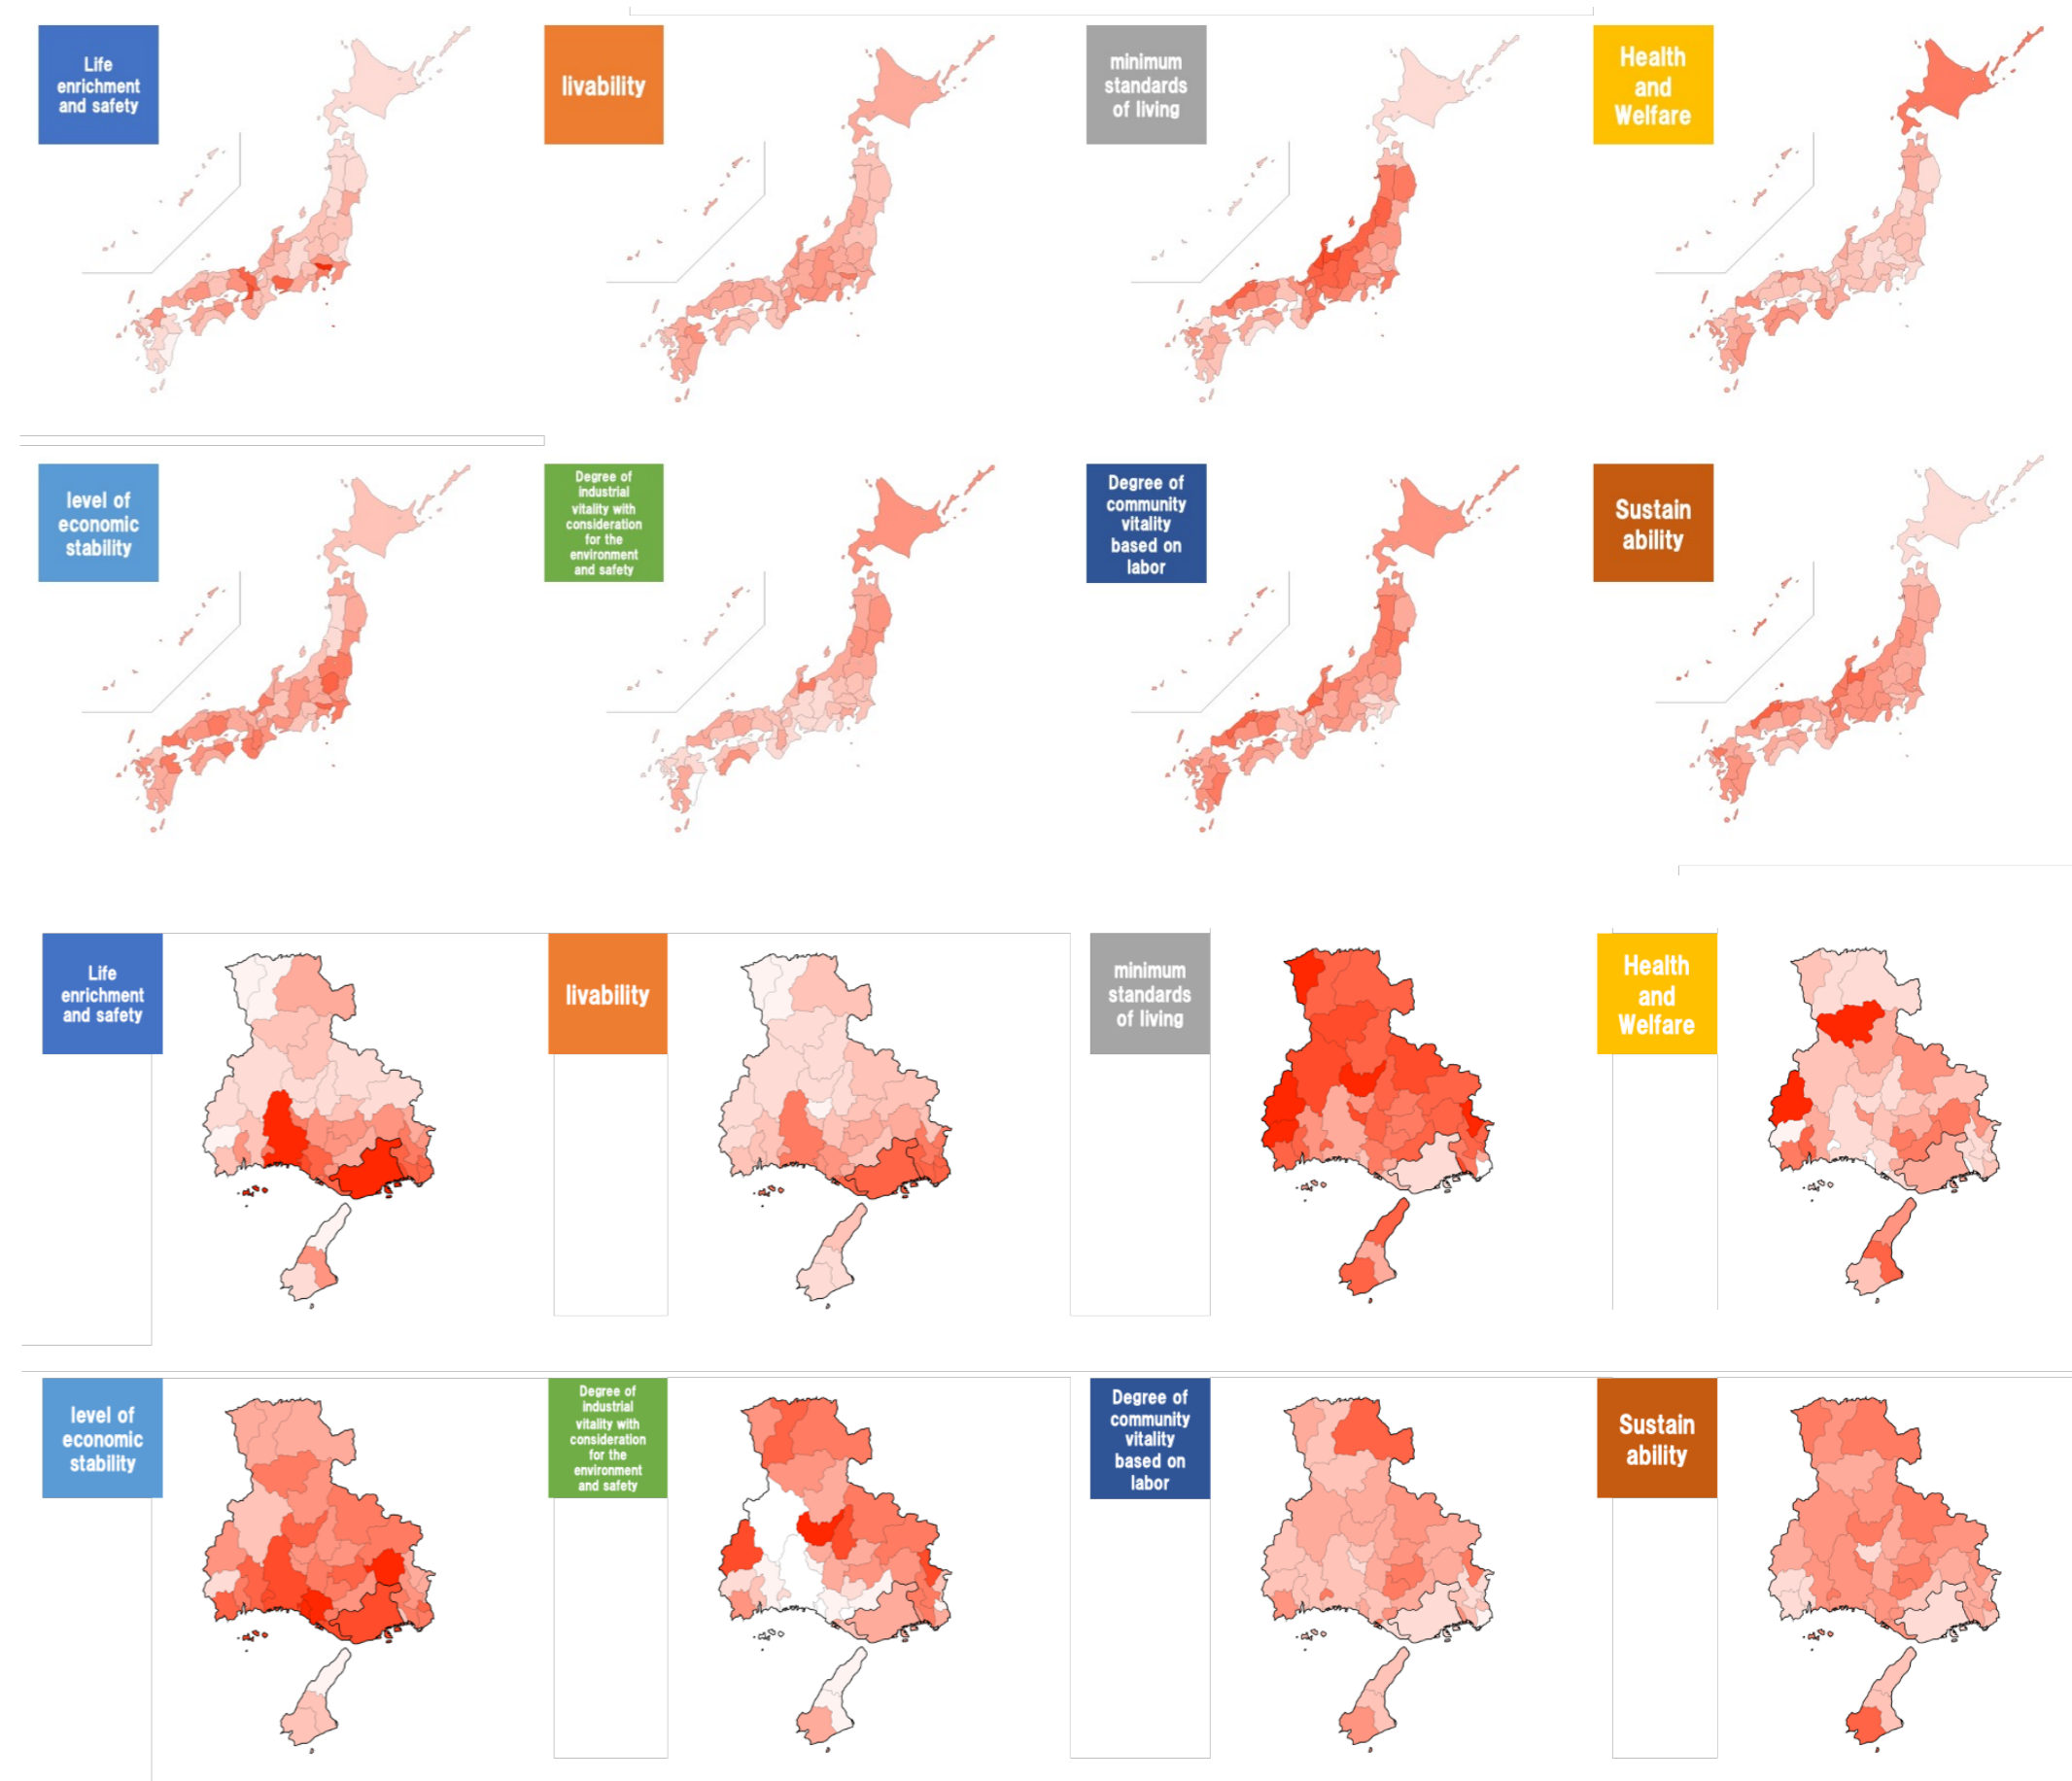 Life
enrichment
and safety
livability
minimum
standards
of living
Health
and
Welfare
level of
economic
stability
Degree of
industrial
vitality with
consideration
for the
environment
and safety
Degree of
community
vitality
based on
labor
Sustain
ability
Life
enrichment
and safety
livability
minimum
standards
of living
Health
and
Welfare
level of
economic
stability
Degree of
industrial
vitality with
consideration
for the
environment
and safety
Degree of
community
vitality
based on
labor
Sustain
ability